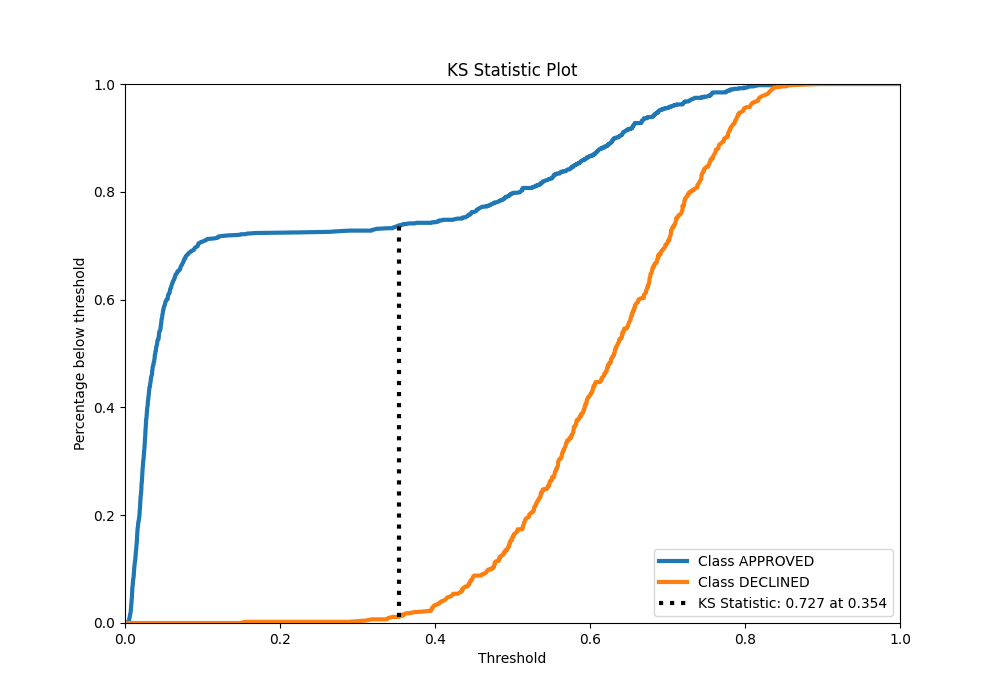 KS Statistic Plot
1.0
0.8
0.6
0.4
0.2
0.0
Percentage below threshold
0.0 0.2 0.4 0.6 0.8 1.0
Threshold
Class APPROVED
Class DECLINED
KS Statistic: 0.727 at 0.354